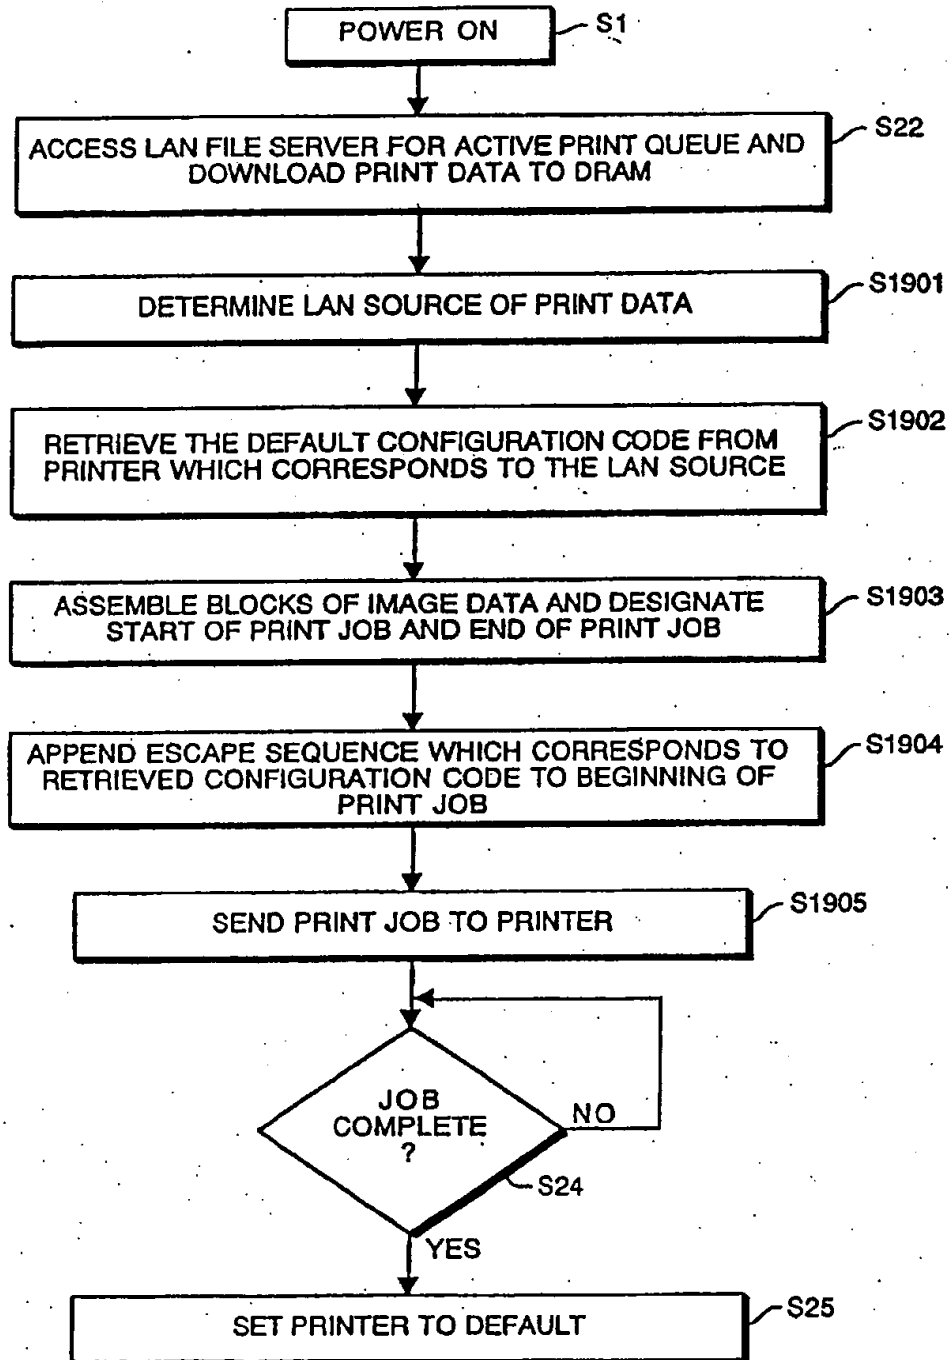 POWER ON
S1
ACCESS LAN FILE SERVER FOR ACTIVE PRINT QUEUE AND
DOWNLOAD PRINT DATA TO DRAM
S22
DETERMINE LAN SOURCE OF PRINT DATA
S1901
RETRIEVE THE DEFAULT CONFIGURATION CODE FROM
PRINTER WHICH CORRESPONDS TO THE LAN SOURCE
S1902
ASSEMBLE BLOCKS OF IMAGE DATA AND DESIGNATE
START OF PRINT JOB AND END OF PRINT JOB
S1903
APPEND ESCAPE SEQUENCE WHICH CORRESPONDS TO
RETRIEVED CONFIGURATION CODE TO BEGINNING OF
PRINT JOB
S1904
SEND PRINT JOB TO PRINTER
S1905
JOB
COMPLETE
?
NO
S24
YES
SET PRINTER TO DEFAULT
S25